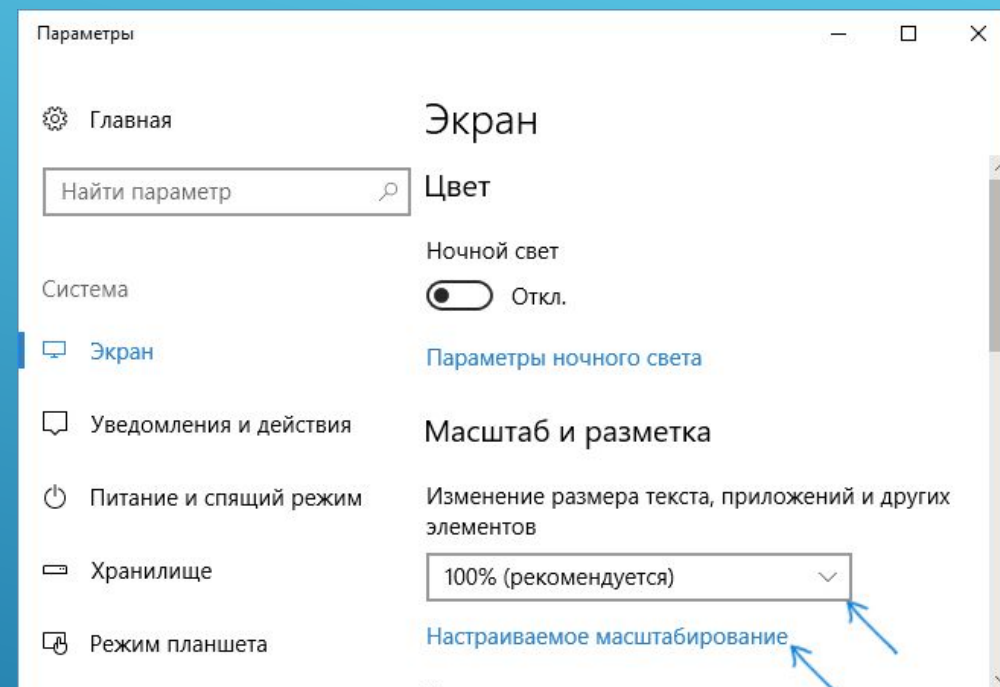 Параметры
Главная
Найти параметр
Система
Экран
Уведомления и действия
Питание и спящий режим
Хранилище
Режим планшета
Экран
Цвет
Ночной свет
Откл.
Параметры ночного света
Масштаб и разметка
Изменение размера текста, приложений и других
элементов
100% (рекомендуется)
Настраиваемое масштабирование